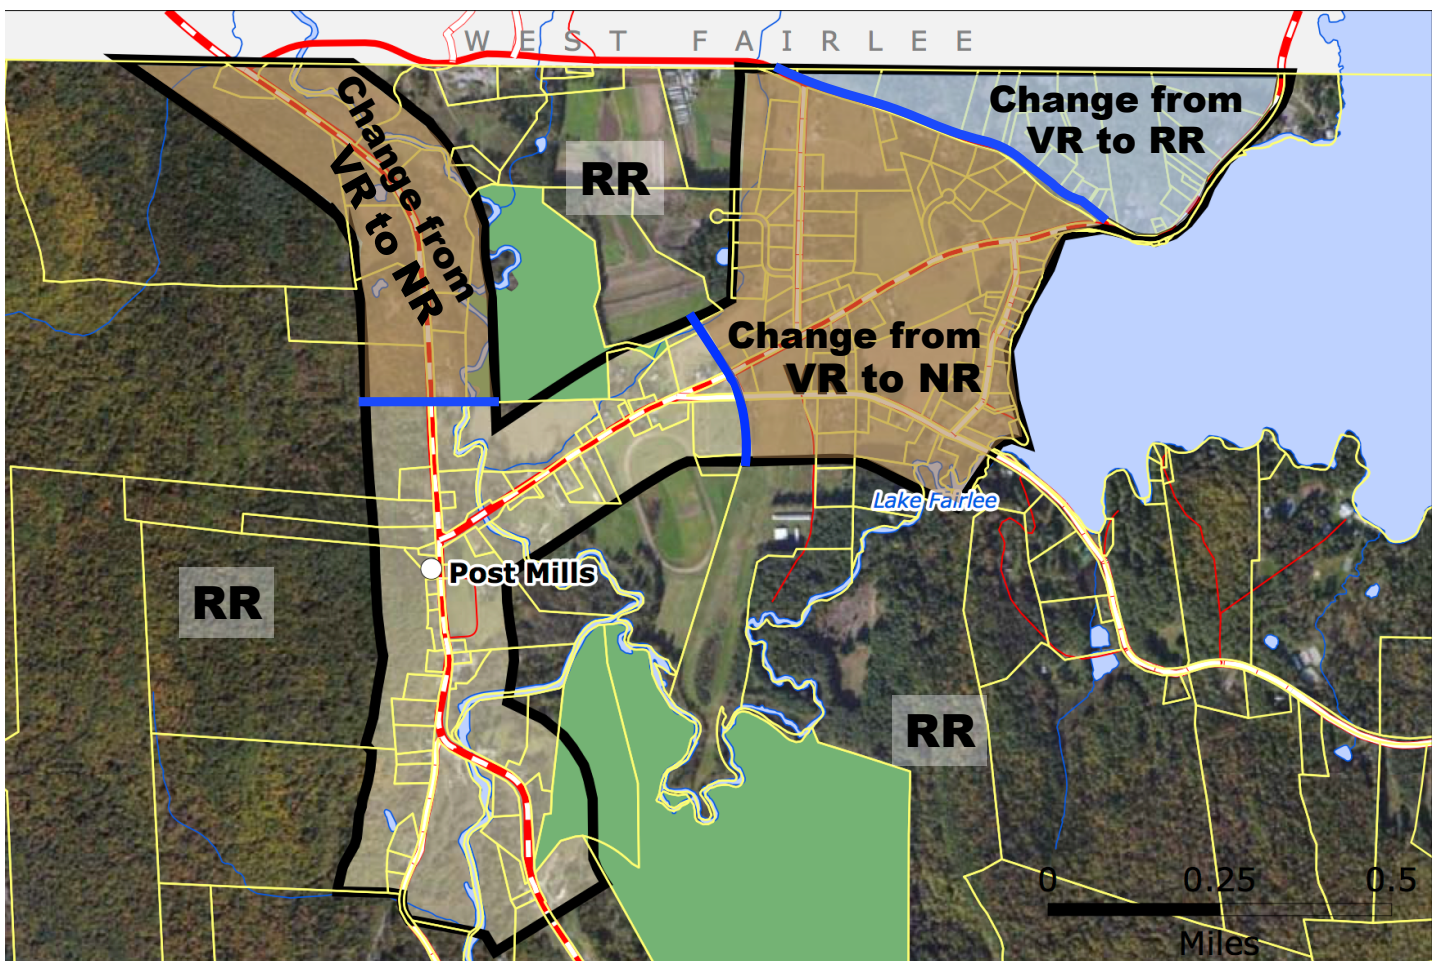 WEST FAIRLEE
Change from
VR to NR
Change from
VR to RR
RR
Change from
VR to NR
Lake Fairlee
Post Mills
RR
RR
0 0.25 0.5
Miles